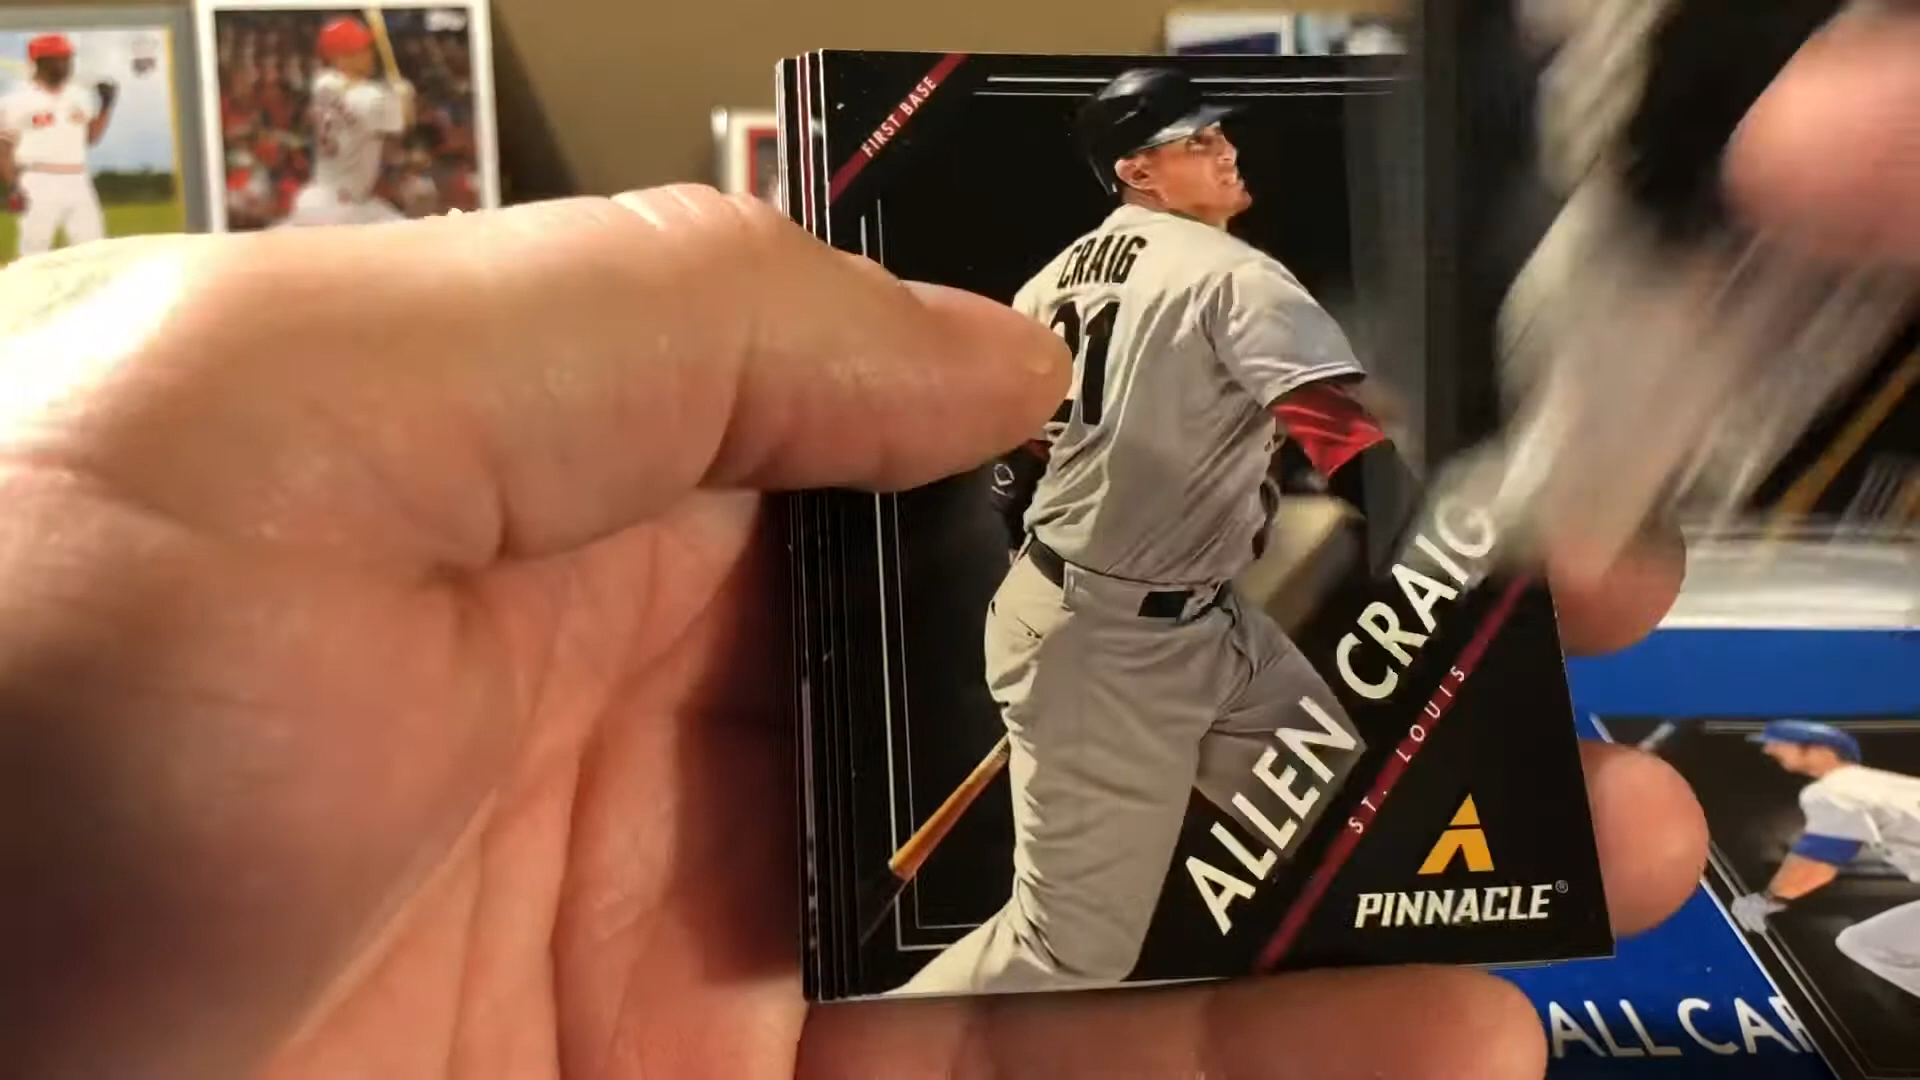 FIRST BASE
CRAIG
21
ALLEN CRAIG
ST. LOUIS
PINNACLE®
ALL CAR